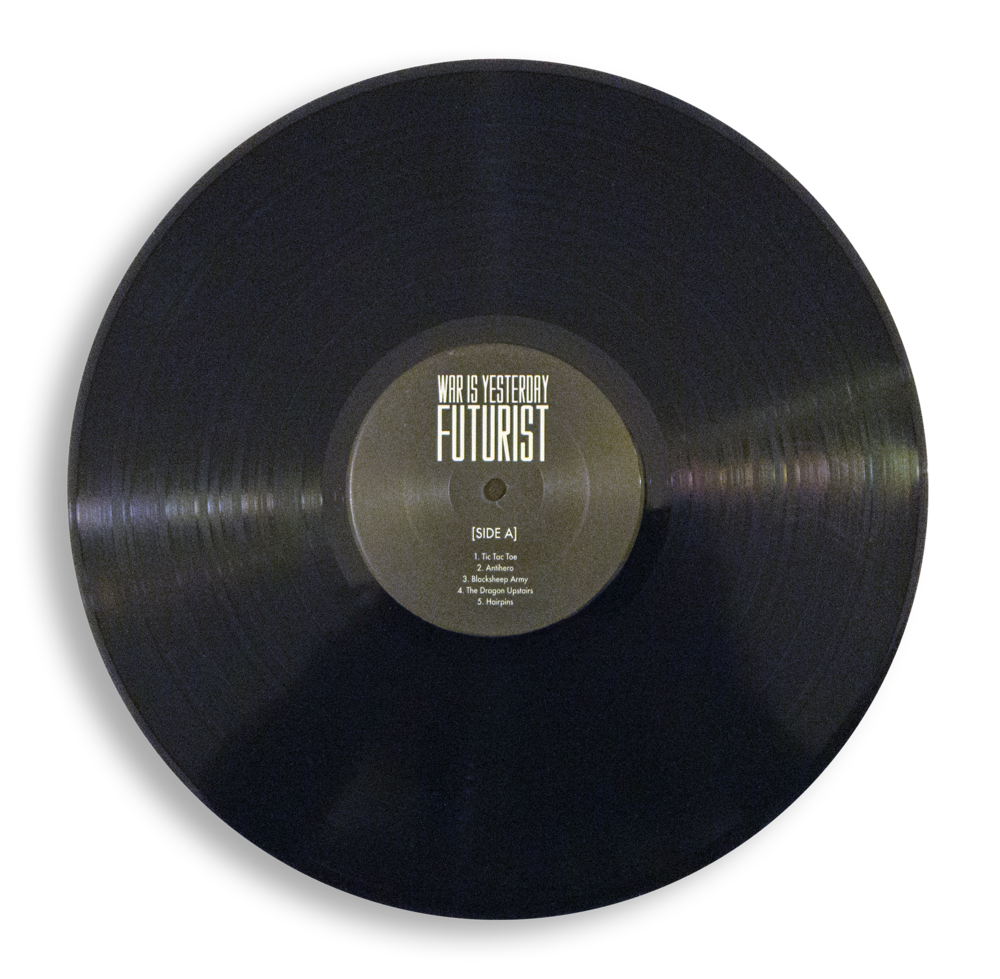 WAR IS YESTERDAY
FUTURIST
[SIDE A]
1. Tic Tac Toe
2. Antihero
3. Blacksheep Army
4. The Dragon Upstairs
5. Hairpins